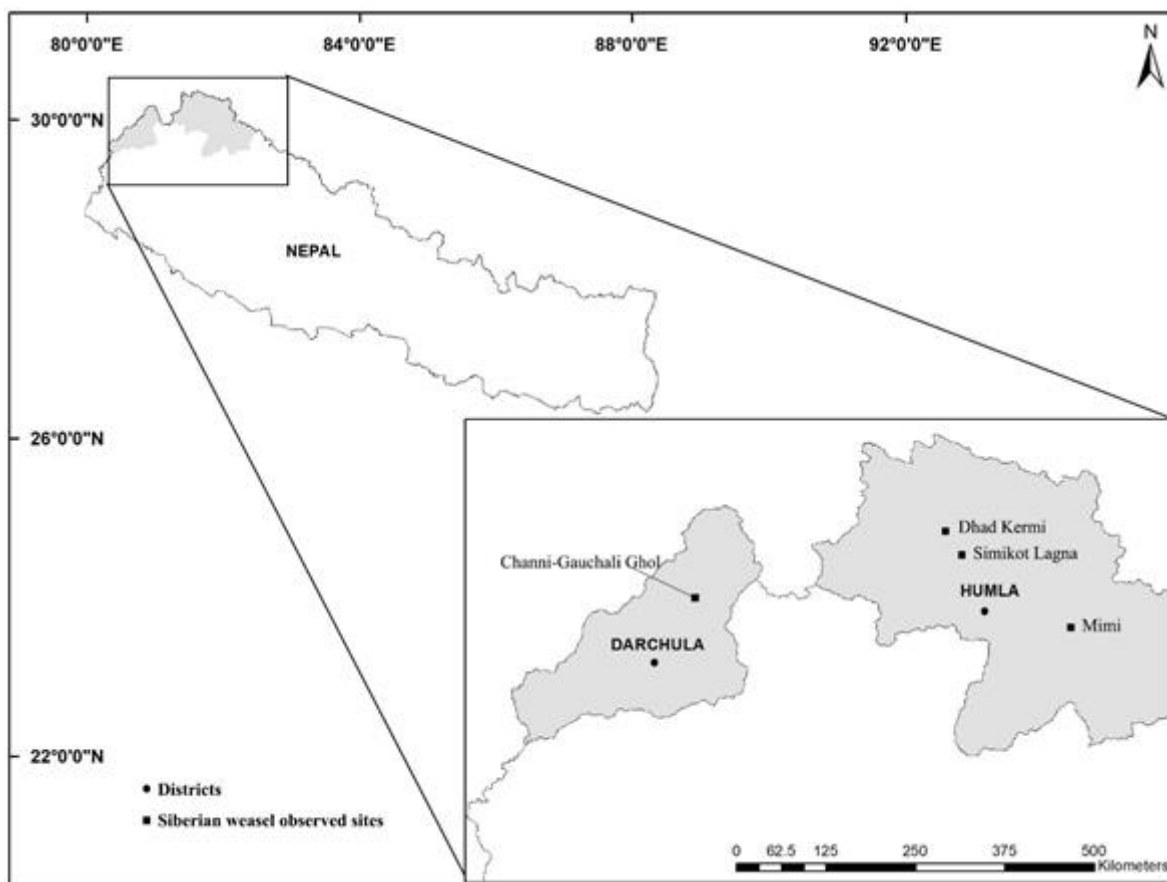 80°0'0"E 84°0'0"E 88°0'0"E 92°0'0"E
N
30°0'0"N
NEPAL
26°0'0"N
Dhad Kermi
Simikot Lagna
Channi-Gauchali Ghol
HUMLA
Mimi
DARCHULA
22°0'0"N
Districts
Siberian weasel observed sites
0 62.5 125 250 375 500
Kilometers